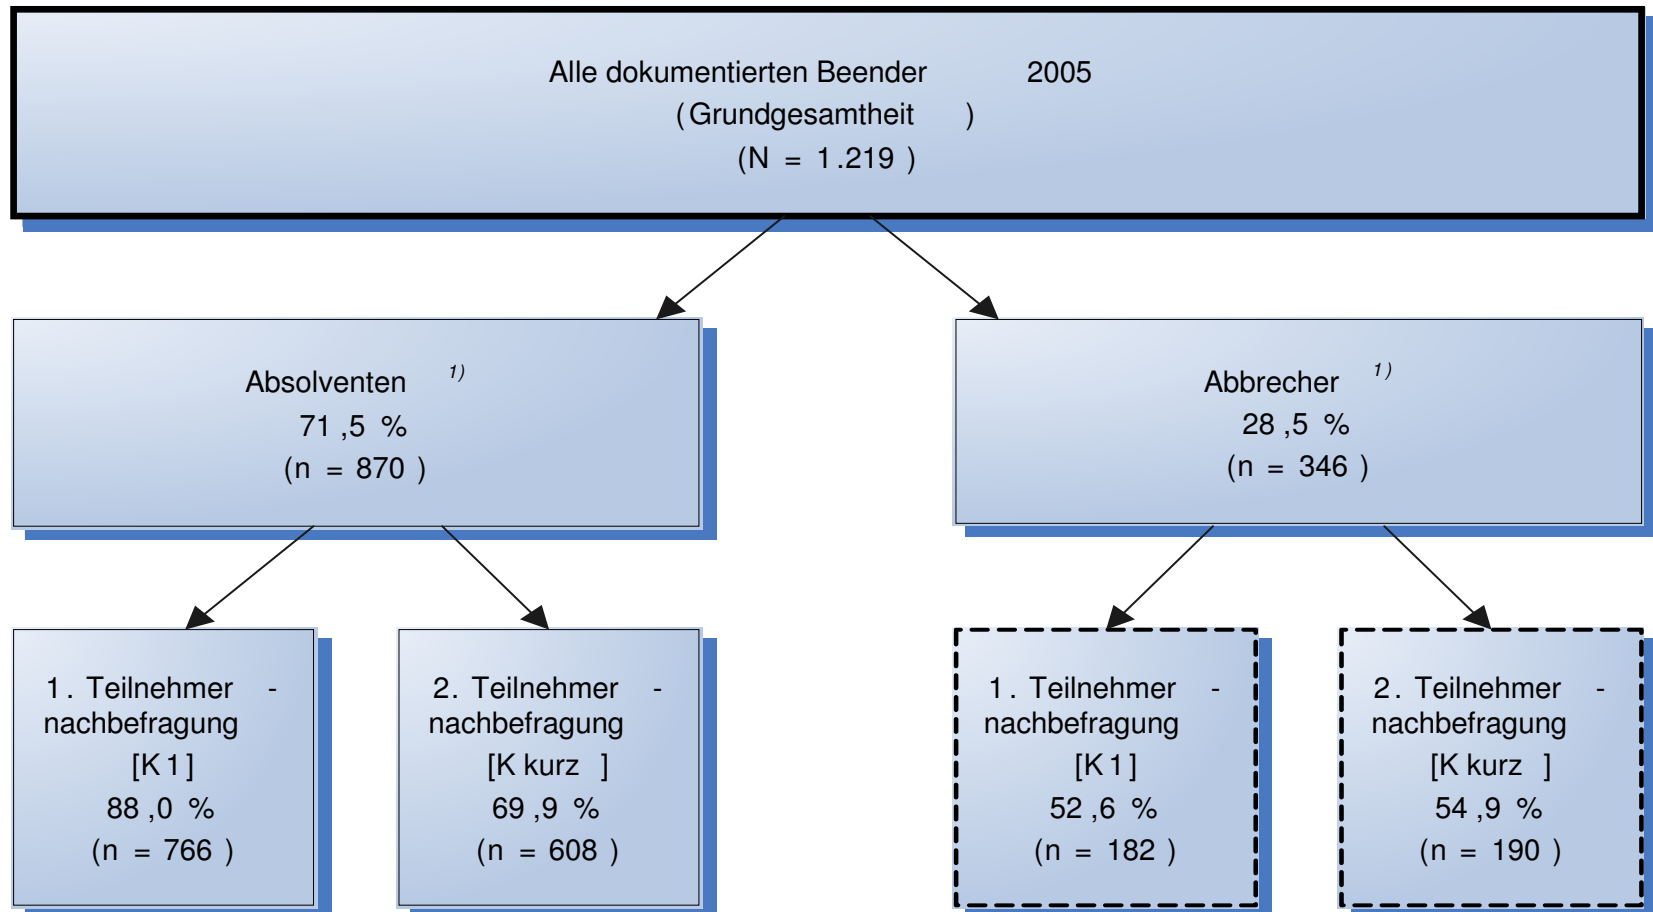 Alle dokumentierten Beender 2005
(Grundgesamtheit)
(N = 1.219)
Absolventen 1)
71,5 %
(n = 870)
Abbrecher 1)
28,5 %
(n = 346)
1. Teilnehmer-
nachbefragung
[K1]
88,0 %
(n = 766)
2. Teilnehmer-
nachbefragung
[K kurz]
69,9 %
(n = 608)
1. Teilnehmer-
nachbefragung
[K1]
52,6 %
(n = 182)
2. Teilnehmer-
nachbefragung
[K kurz]
54,9 %
(n = 190)